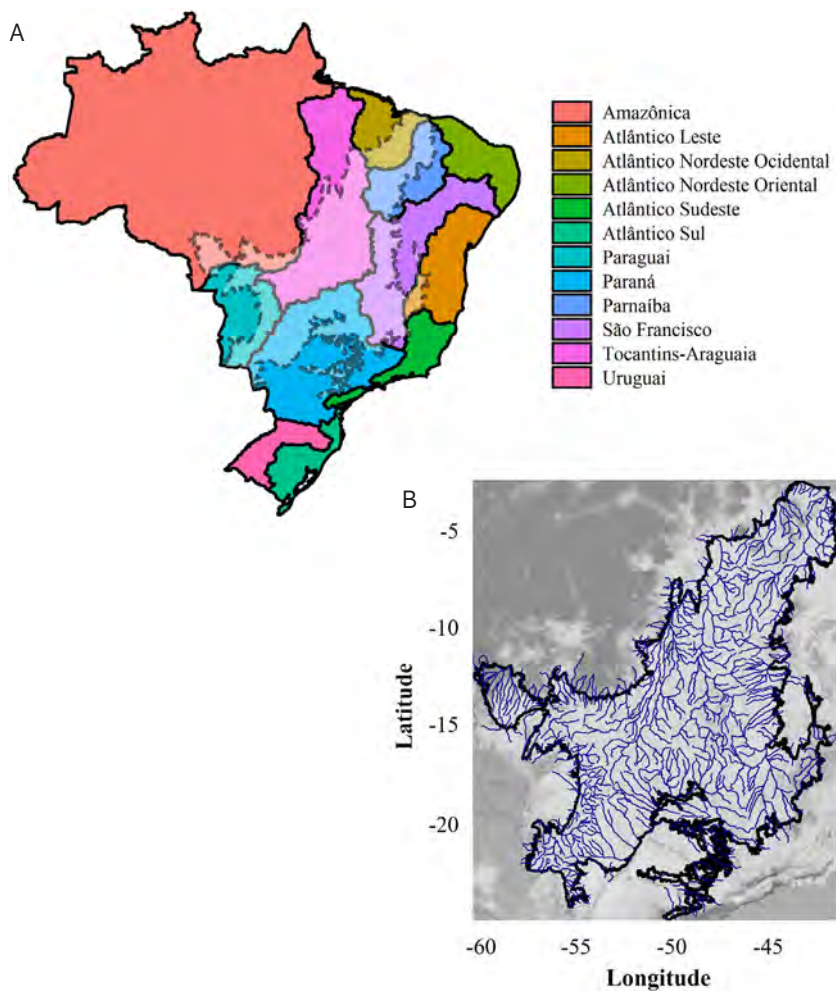 A
Amazônica
Atlântico Leste
Atlântico Nordeste Ocidental
Atlântico Nordeste Oriental
Atlântico Sudeste
Atlântico Sul
Paraguai
Paraná
Parnaíba
São Francisco
Tocantins-Araguaia
Uruguai
B
-5
-10
-15
-20
Latitude
-60 -55 -50 -45
Longitude